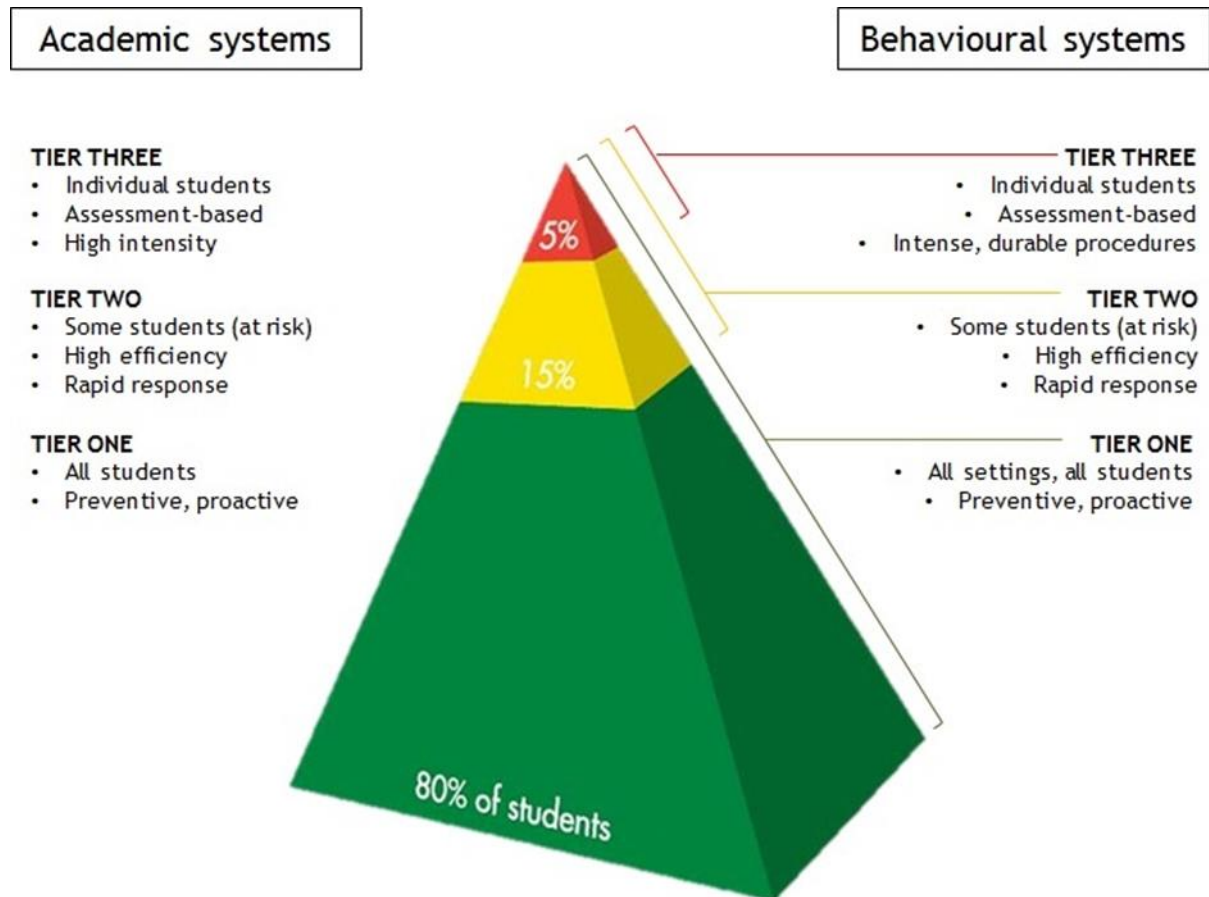 Academic systems
Behavioural systems
TIER THREE
• Individual students
• Assessment-based
• High intensity
TIER TWO
• Some students (at risk)
• High efficiency
• Rapid response
TIER ONE
• All students
• Preventive, proactive
5%
15%
80% of students
TIER THREE
• Individual students
• Assessment-based
• Intense, durable procedures
TIER TWO
• Some students (at risk)
• High efficiency
• Rapid response
TIER ONE
• All settings, all students
• Preventive, proactive